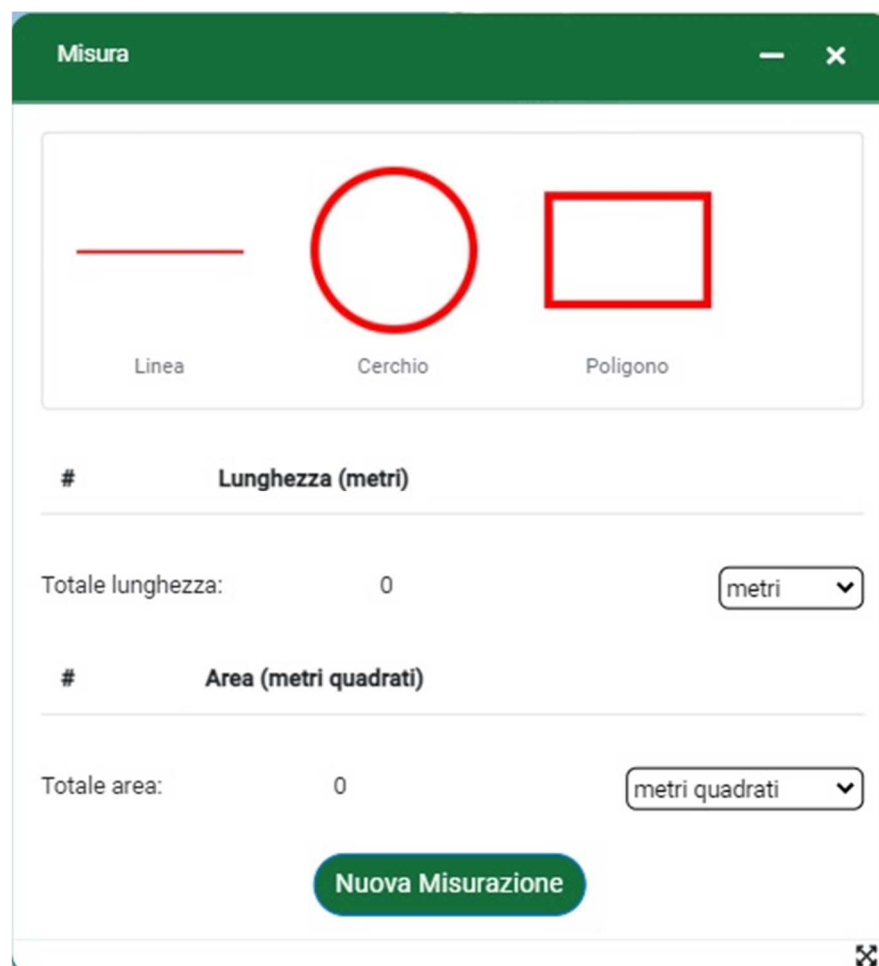 Misura
Linea Cerchio Poligono
# Lunghezza (metri)
Totale lunghezza: 0 metri
# Area (metri quadrati)
Totale area: 0 metri quadrati
Nuova Misurazione